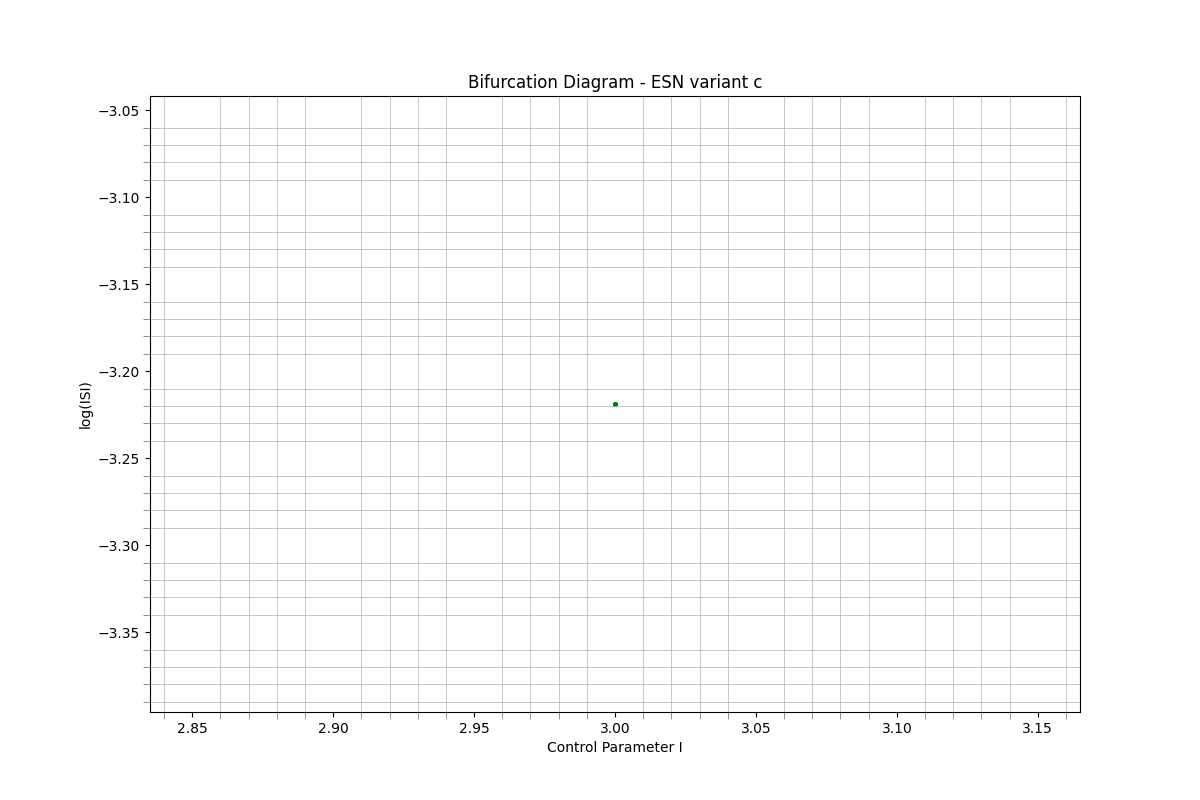 Bifurcation Diagram - ESN variant c
−3.05
−3.10
−3.15
−3.20
−3.25
−3.30
−3.35
log(ISI)
2.85 2.90 2.95 3.00 3.05 3.10 3.15
Control Parameter I